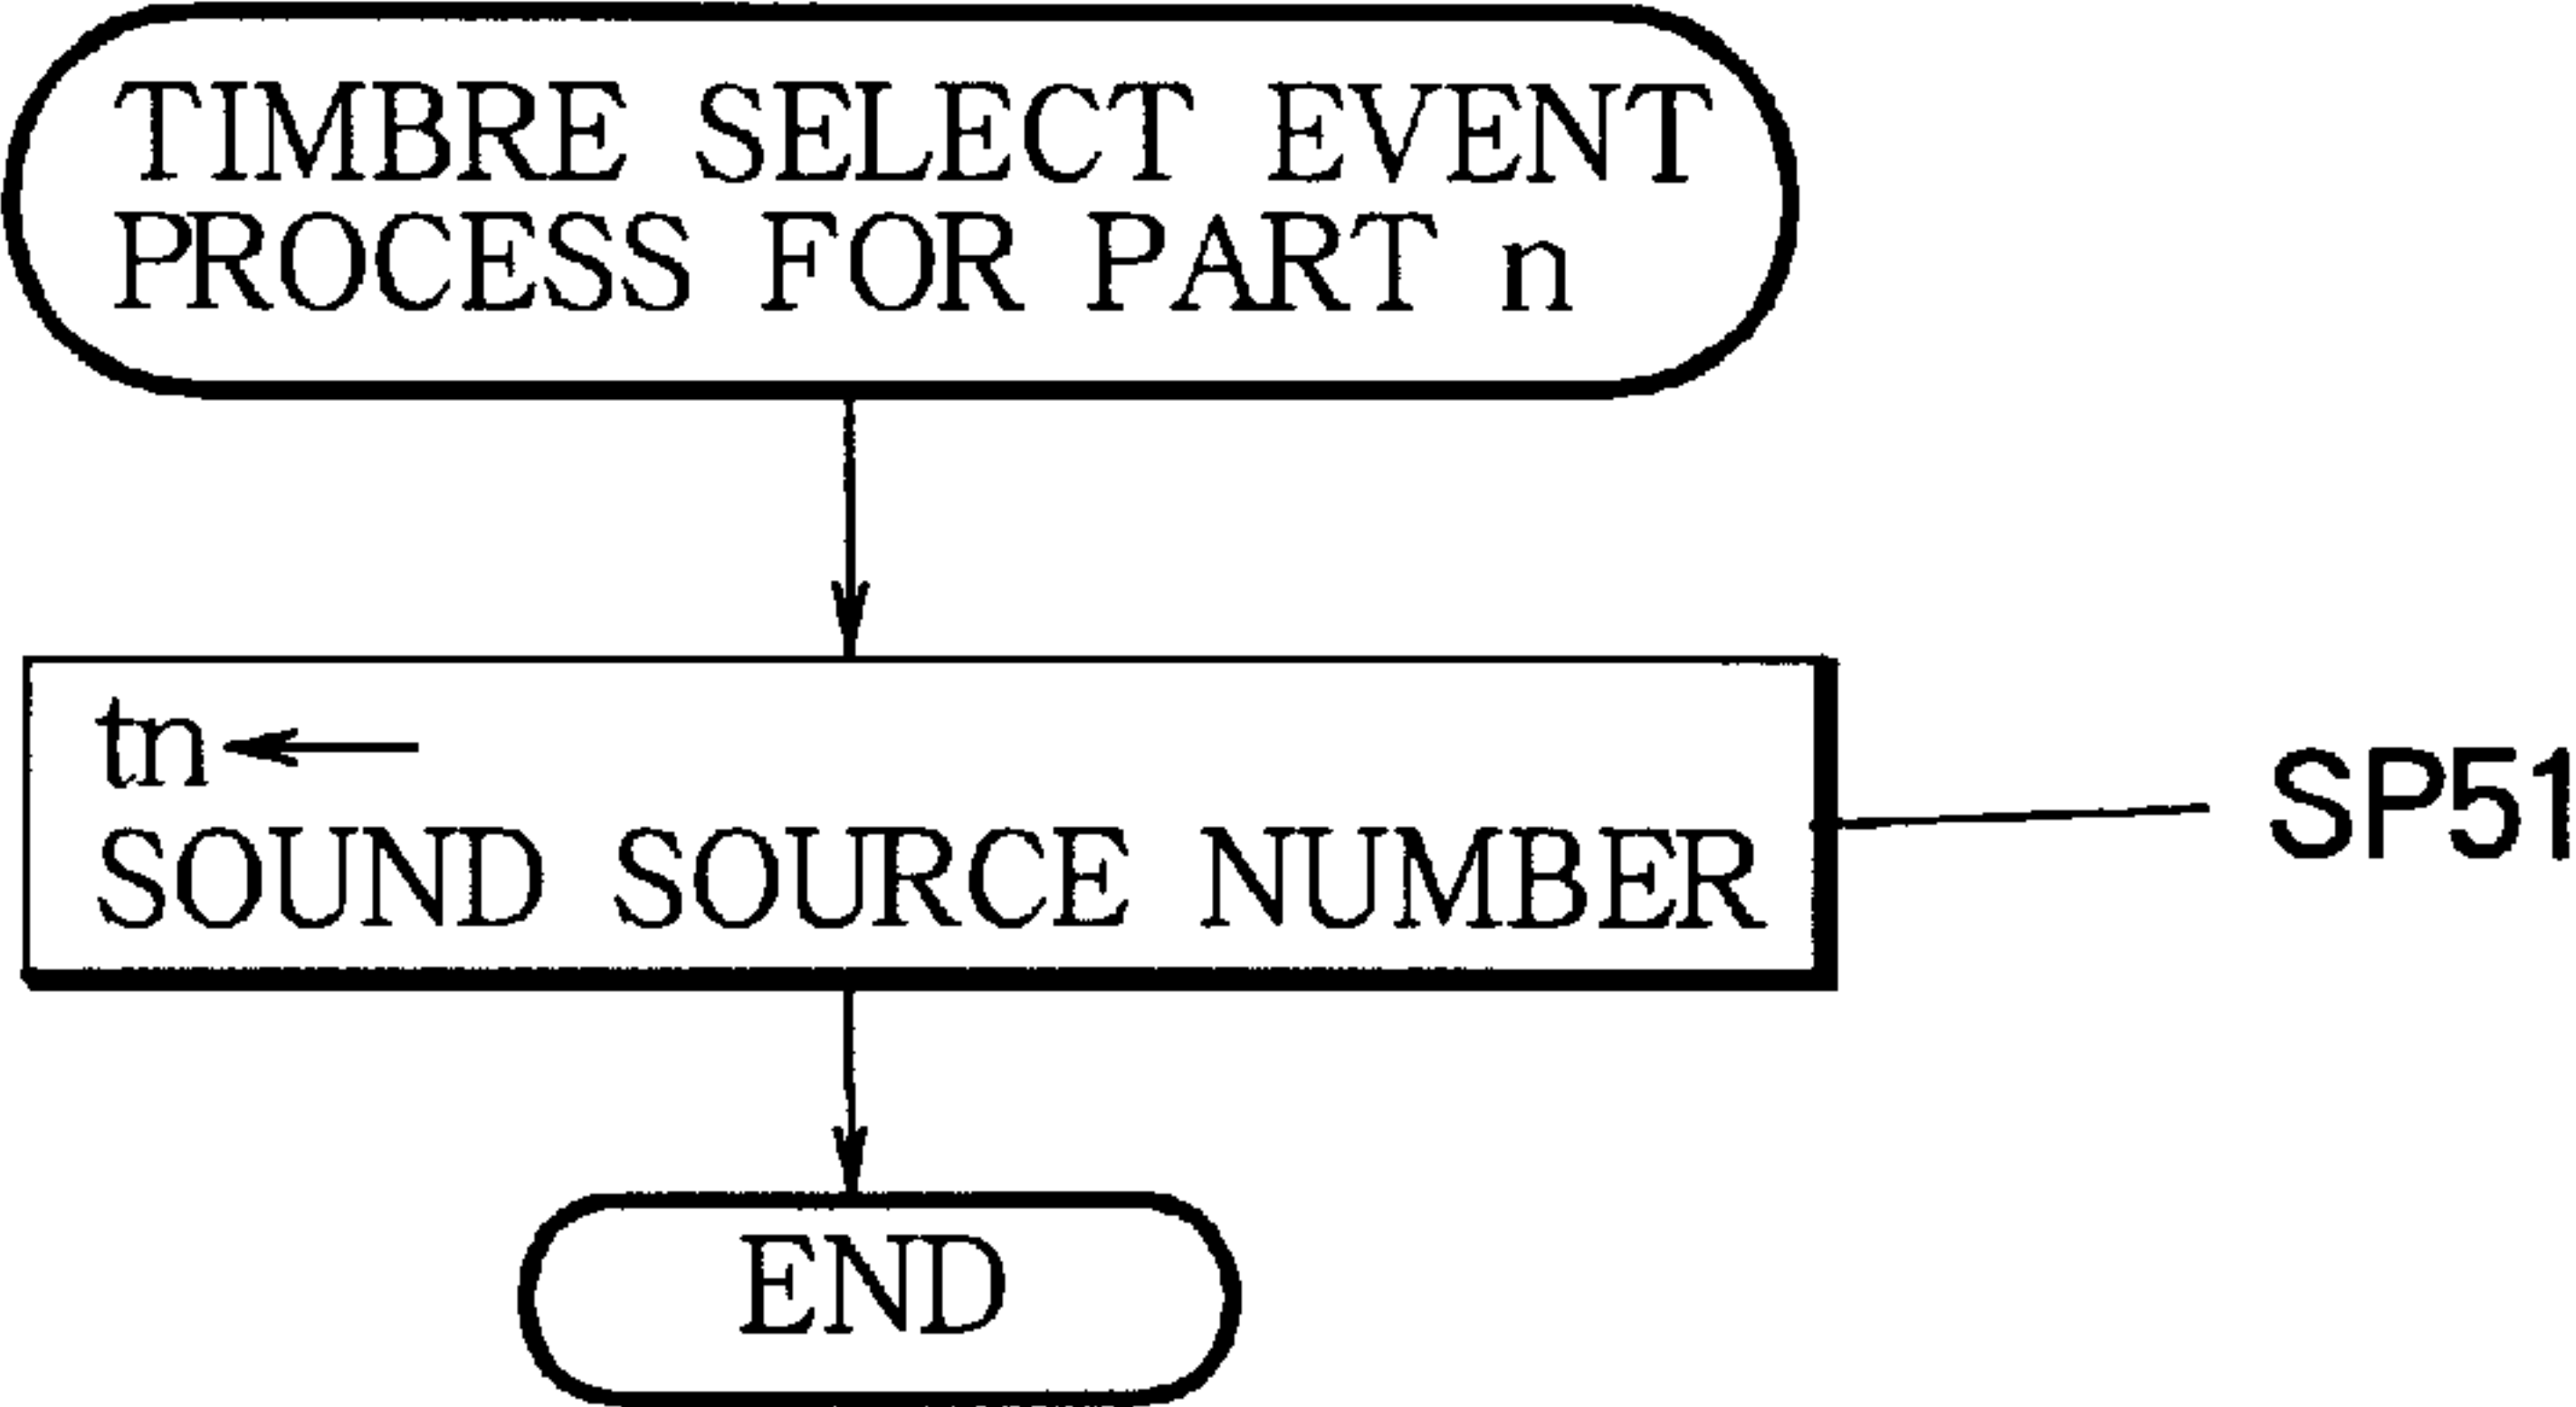 TIMBRE SELECT EVENT
PROCESS FOR PART n
tn←
SOUND SOURCE NUMBER
SP51
END